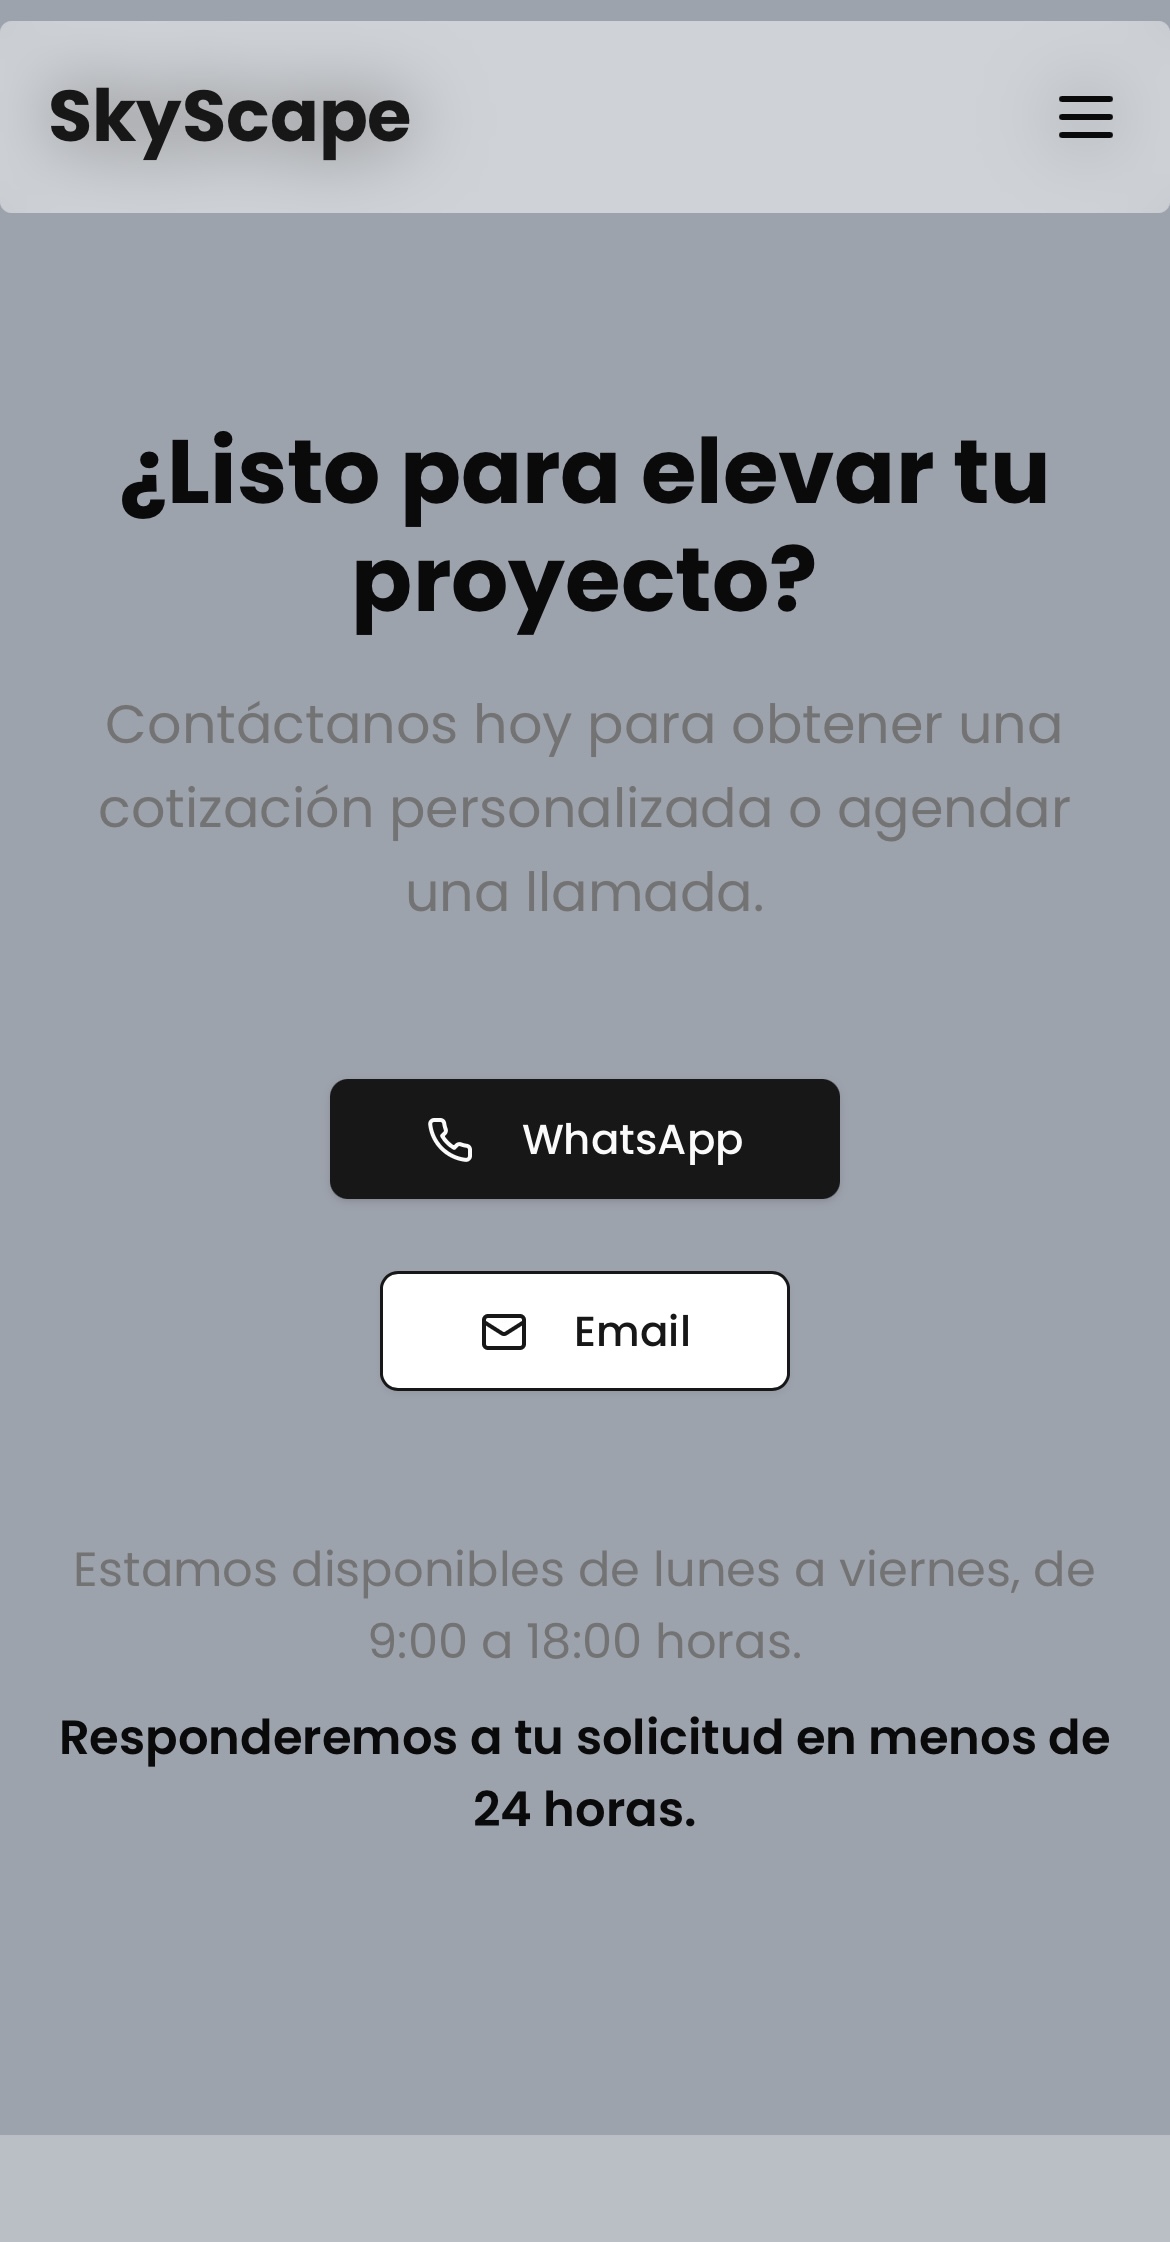 SkyScape
¿Listo para elevar tu
proyecto?
Contáctanos hoy para obtener una
cotización personalizada o agendar
una llamada.
WhatsApp
Email
Estamos disponibles de lunes a viernes, de
9:00 a 18:00 horas.
Responderemos a tu solicitud en menos de
24 horas.